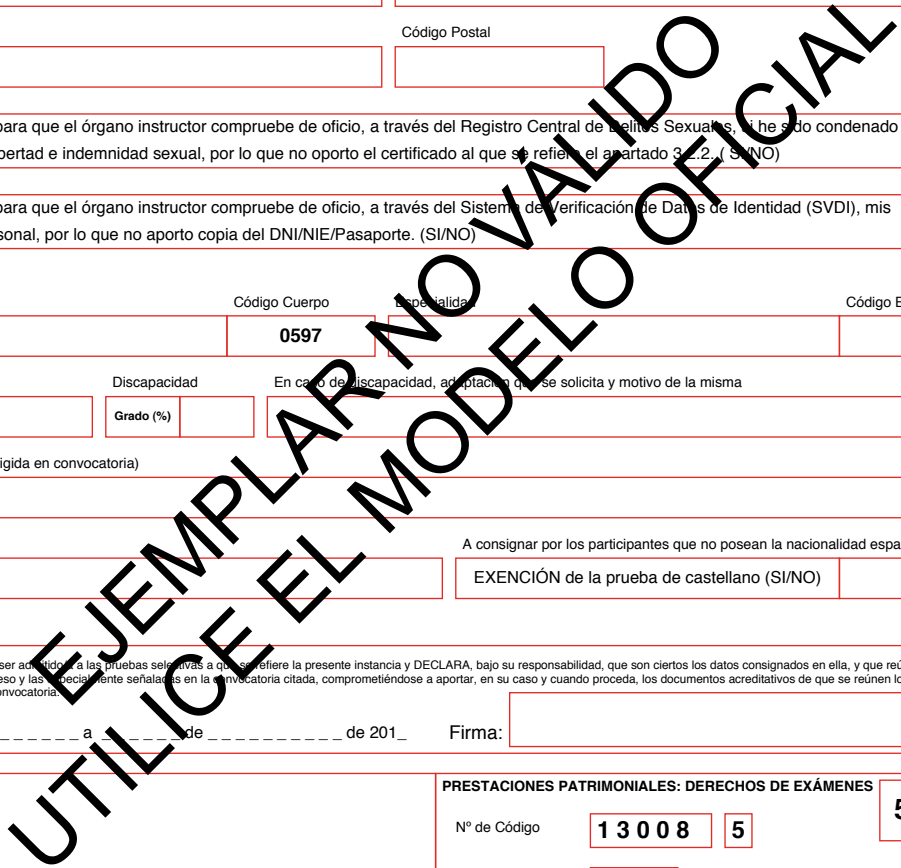 Código Postal
para que el órgano instructor compruebe de oficio, a través del Registro Central de Delitos Sexuales, si he sido condenado
bertad e indemnidad sexual, por lo que no oporto el certificado al que se refiere el apartado 3.2.2. ( SI/NO)
para que el órgano instructor compruebe de oficio, a través del Sistema de Verificación de Datos de Identidad (SVDI), mis
sonal, por lo que no aporto copia del DNI/NIE/Pasaporte. (SI/NO)
Código Cuerpo Especialidad Código E
0597
Discapacidad En caso de discapacidad, adaptación que se solicita y motivo de la misma
Grado (%)
igida en convocatoria)
A consignar por los participantes que no posean la nacionalidad espa
EXENCIÓN de la prueba de castellano (SI/NO)
ser admitido/a a las pruebas selectivas a que se refiere la presente instancia y DECLARA, bajo su responsabilidad, que son ciertos los datos consignados en ella, y que reú
eso y las especialmente señaladas en la convocatoria citada, comprometiéndose a aportar, en su caso y cuando proceda, los documentos acreditativos de que se reúnen lo
onvocatoria.
_ _ _ _ _ _ a _ _ _ _ _ _ de _ _ _ _ _ _ _ _ _ _ de 201_ Firma:
PRESTACIONES PATRIMONIALES: DERECHOS DE EXÁMENES
5
Nº de Código 13008 5
EJEMPLAR NO VALIDO
UTILICE EL MODELO OFICIAL